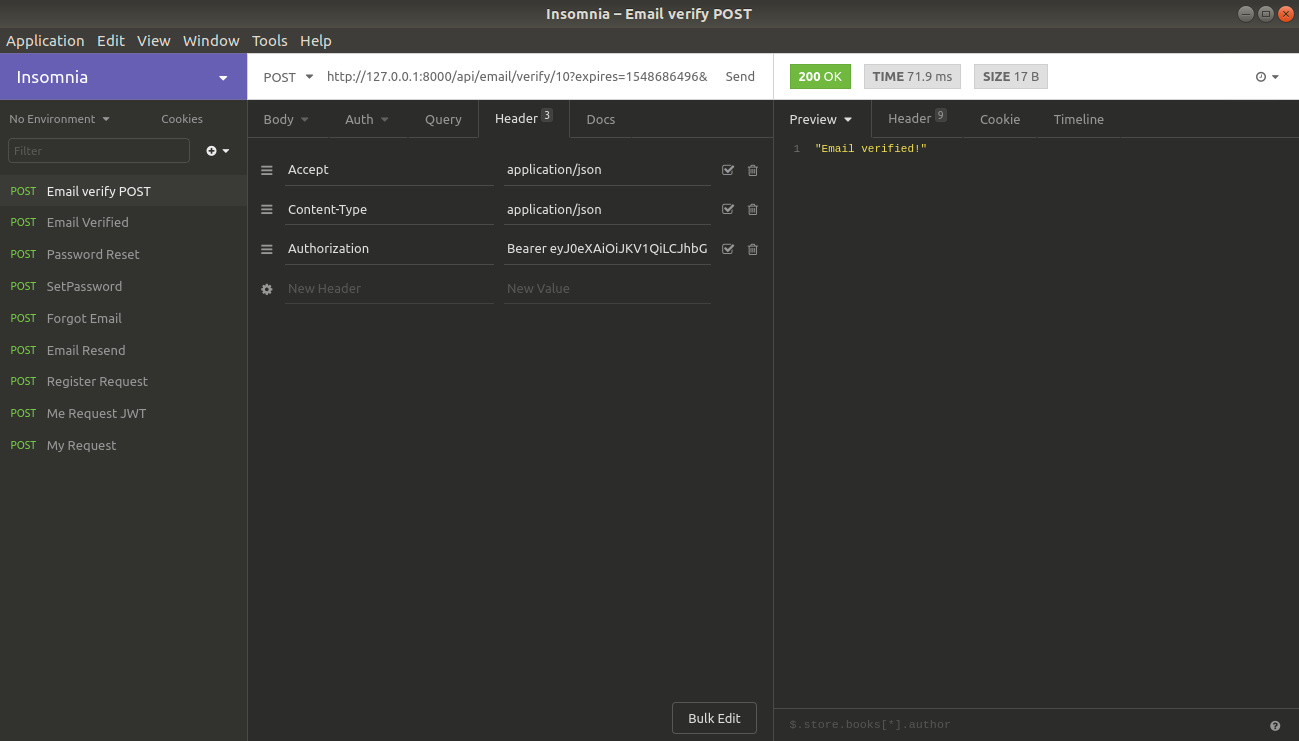 Insomnia – Email verify POST
Application Edit View Window Tools Help
Insomnia
POST http://127.0.0.1:8000/api/email/verify/10?expires=1548686496& Send
200 OK TIME 71.9 ms SIZE 17 B
No Environment Cookies
Filter
POST Email verify POST
POST Email Verified
POST Password Reset
POST SetPassword
POST Forgot Email
POST Email Resend
POST Register Request
POST Me Request JWT
POST My Request
Body Auth Query Header 3 Docs
Accept application/json
Content-Type application/json
Authorization Bearer eyJ0eXAiOiJKV1QiLCJhbG
New Header New Value
Bulk Edit
Preview Header 9 Cookie Timeline
1 "Email verified!"
$.store.books[*].author